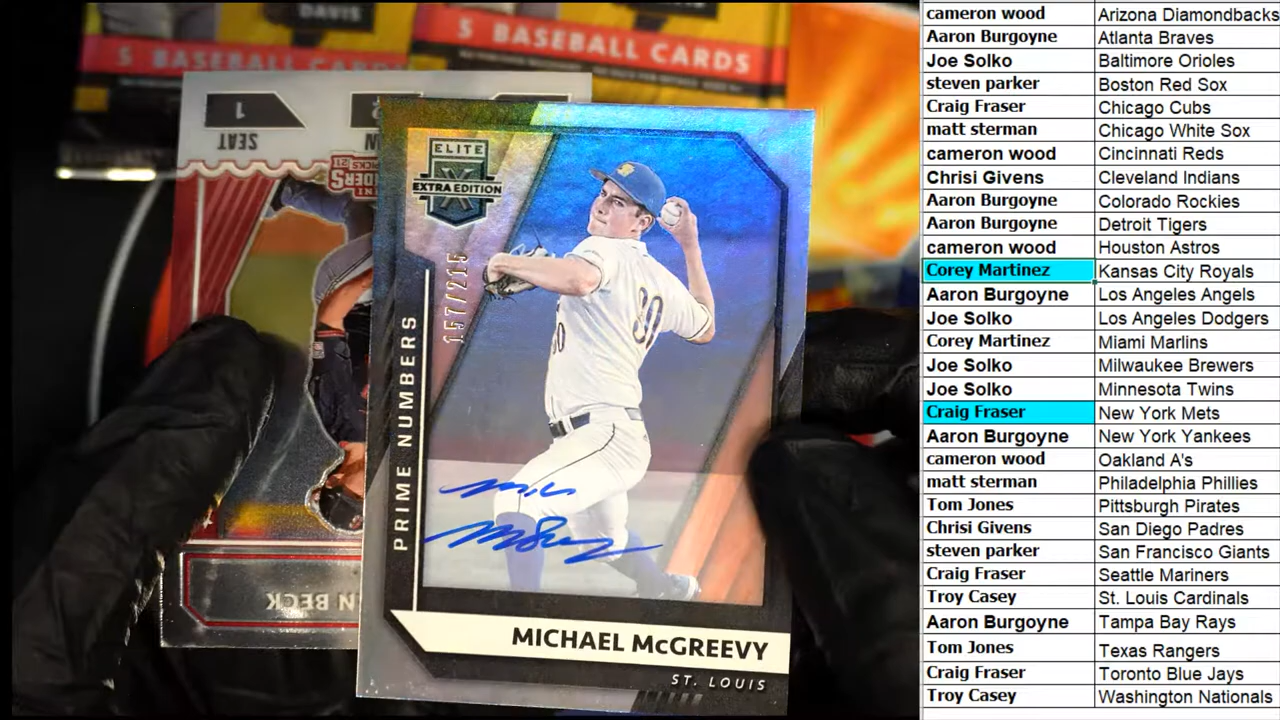 DAVIS
5 BASEBALL CARDS
5 BASEBALL CARDS
1
SEAT
ELITE
EXTRA EDITION
157/215
PRIME NUMBERS
80
MICHAEL McGREEVY
ST. LOUIS
N BECK
cameron wood Arizona Diamondbacks
Aaron Burgoyne Atlanta Braves
Joe Solko Baltimore Orioles
steven parker Boston Red Sox
Craig Fraser Chicago Cubs
matt sterman Chicago White Sox
cameron wood Cincinnati Reds
Chrisi Givens Cleveland Indians
Aaron Burgoyne Colorado Rockies
Aaron Burgoyne Detroit Tigers
cameron wood Houston Astros
Corey Martinez Kansas City Royals
Aaron Burgoyne Los Angeles Angels
Joe Solko Los Angeles Dodgers
Corey Martinez Miami Marlins
Joe Solko Milwaukee Brewers
Joe Solko Minnesota Twins
Craig Fraser New York Mets
Aaron Burgoyne New York Yankees
cameron wood Oakland A's
matt sterman Philadelphia Phillies
Tom Jones Pittsburgh Pirates
Chrisi Givens San Diego Padres
steven parker San Francisco Giants
Craig Fraser Seattle Mariners
Troy Casey St. Louis Cardinals
Aaron Burgoyne Tampa Bay Rays
Tom Jones Texas Rangers
Craig Fraser Toronto Blue Jays
Troy Casey Washington Nationals